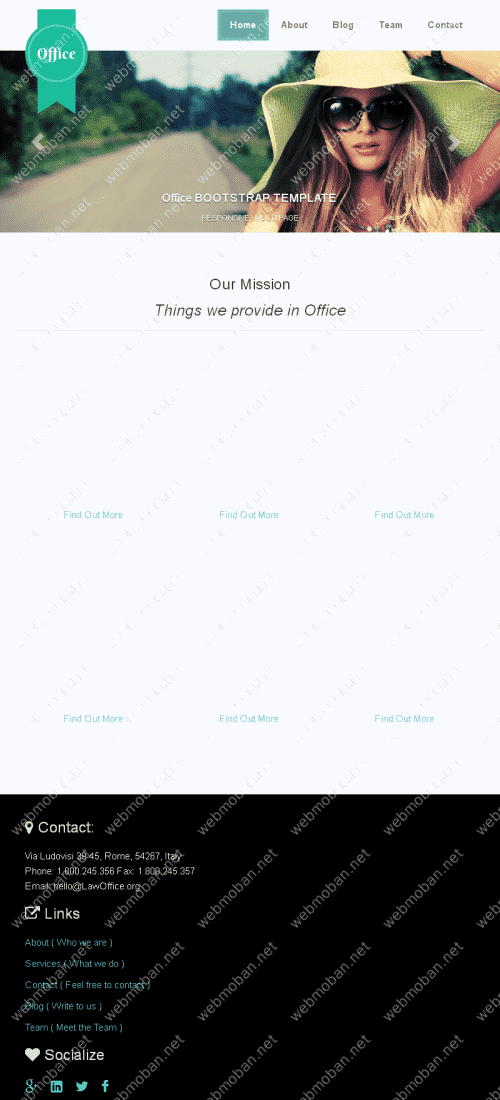 Office
Home About Blog Team Contact
Office BOOTSTRAP TEMPLATE
RESPONSIVE MULTI PAGE
Our Mission
Things we provide in Office
Find Out More Find Out More Find Out More
Find Out More Find Out More Find Out More
Contact:
Via Ludovisi 39-45, Rome, 54267, Italy
Phone: 1.800.245.356 Fax: 1.803.245.357
Email:hello@LawOffice.org
Links
About ( Who we are )
Services ( What we do )
Contact ( Feel free to contact )
Blog ( Write to us )
Team ( Meet the Team )
Socialize
webmoban.net